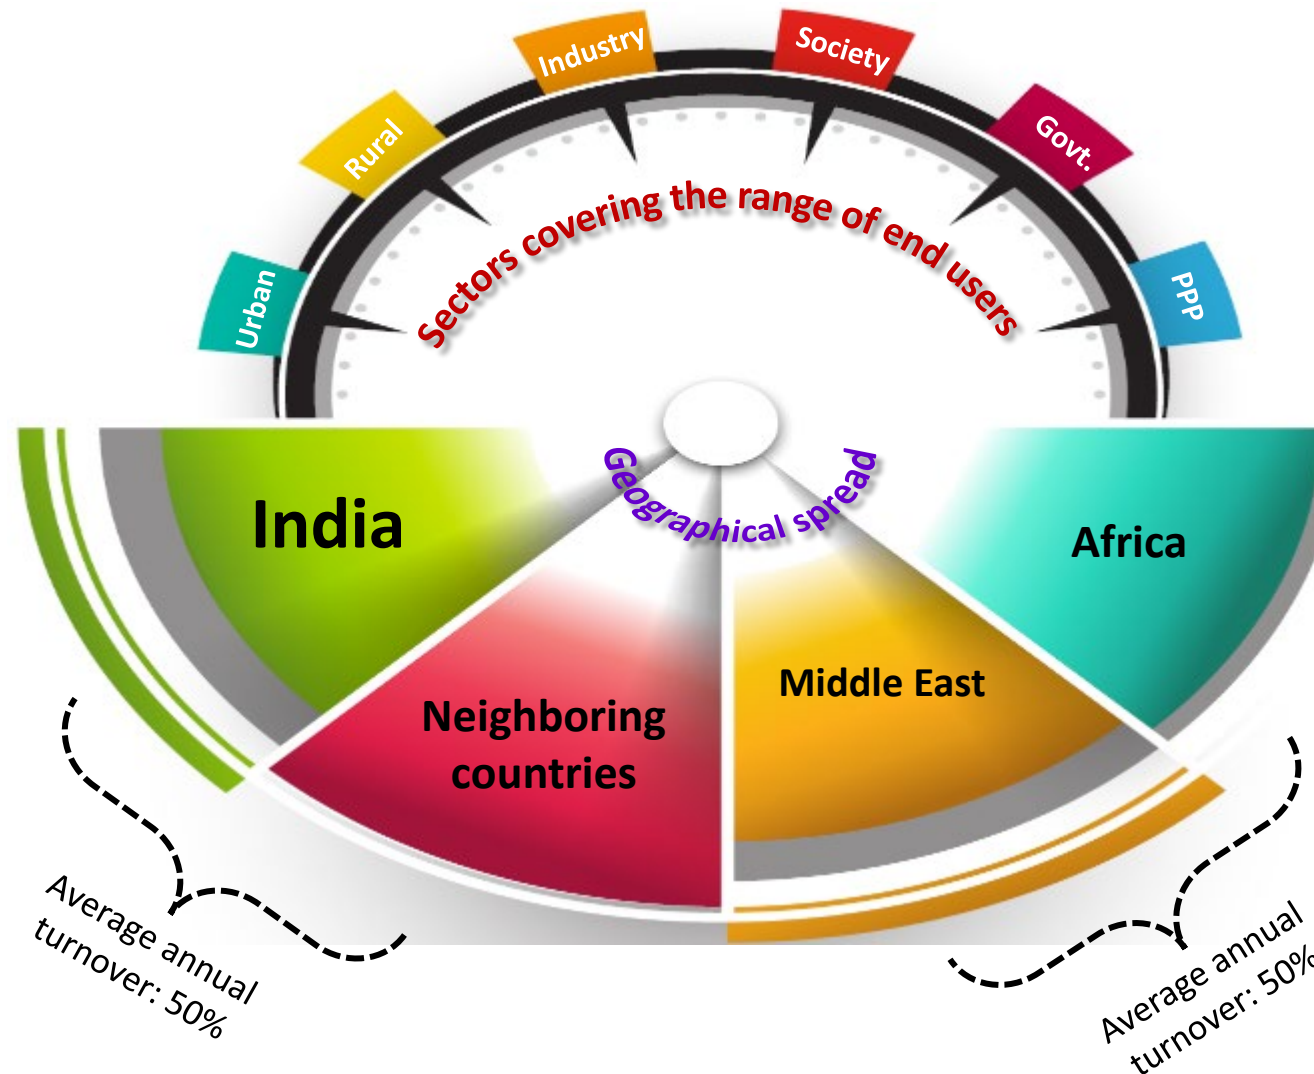 Urban
Rural
Industry
Society
Govt.
PPP
Sectors covering the range of end users
Geographical spread
India
Neighboring
countries
Middle East
Africa
Average annual
turnover: 50%
Average annual
turnover: 50%